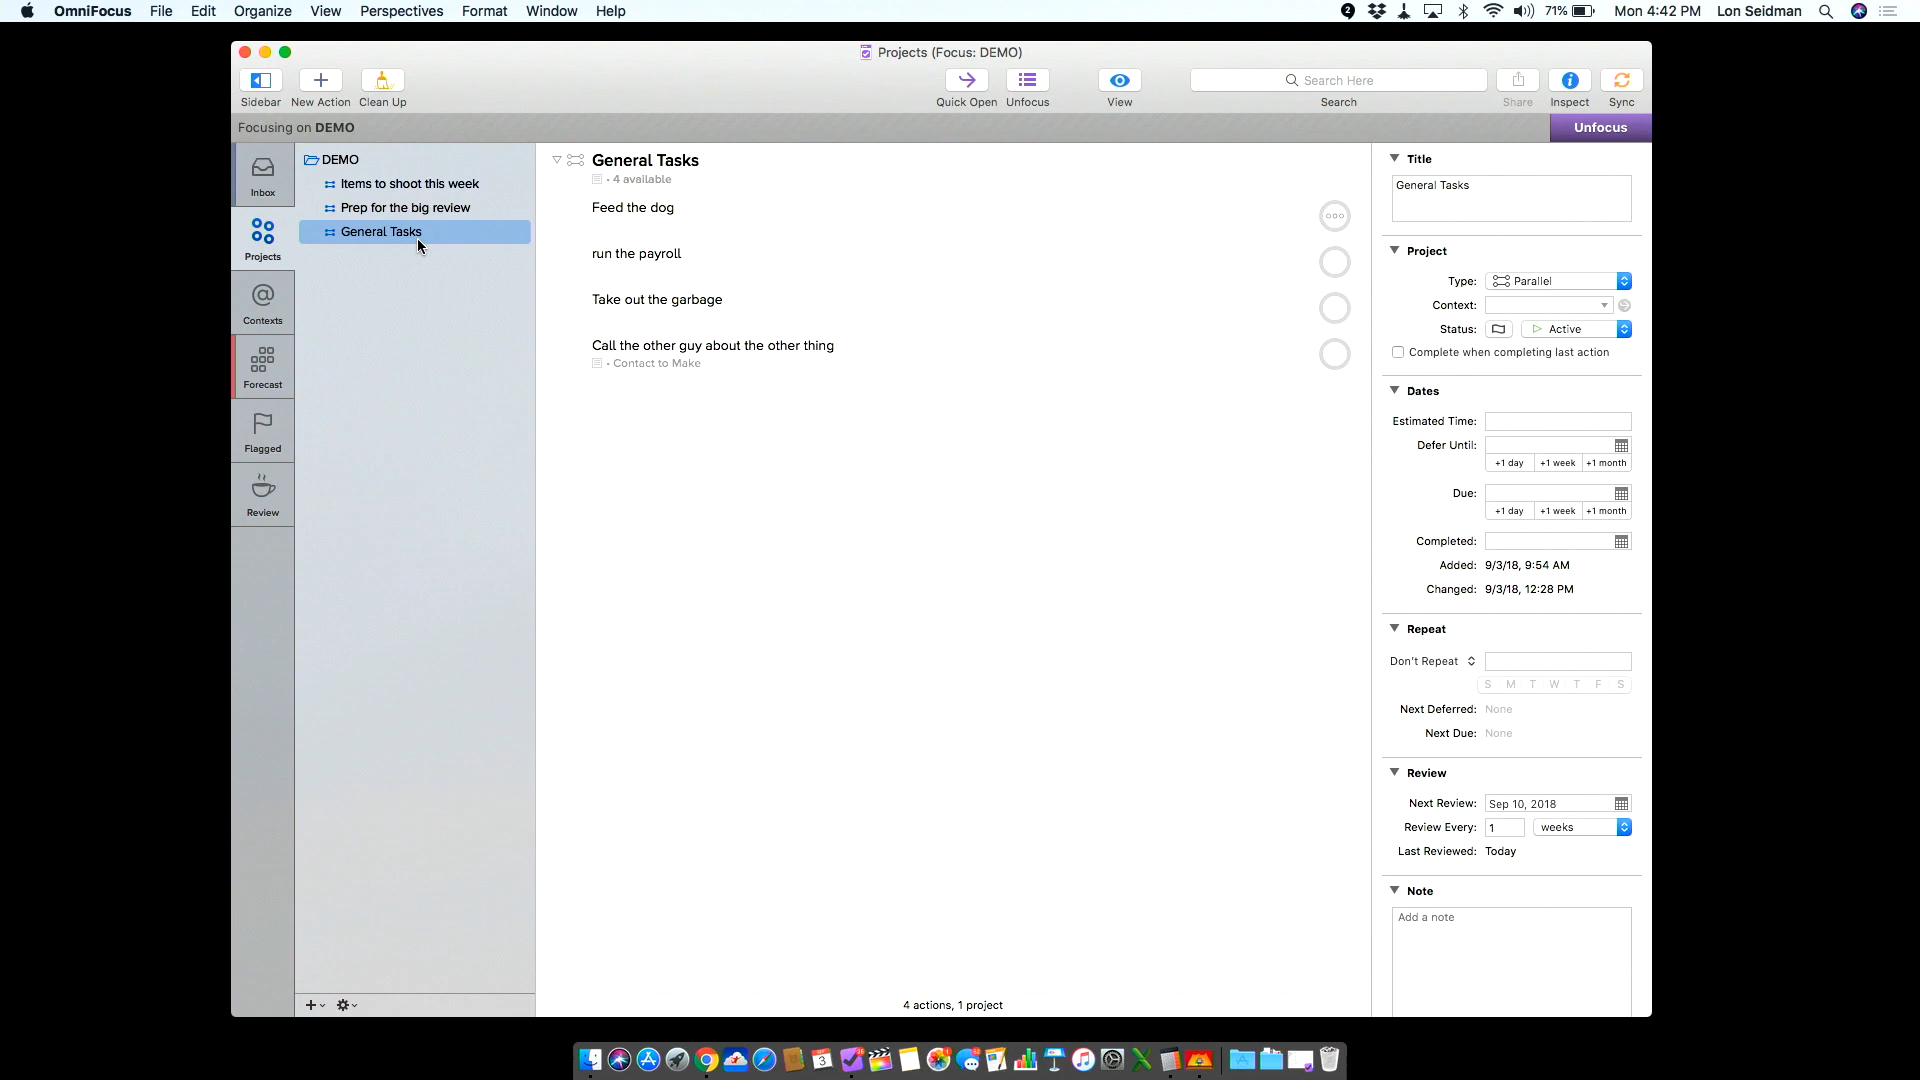 OmniFocus File Edit Organize View Perspectives Format Window Help
2 71% Mon 4:42 PM Lon Seidman
Projects (Focus: DEMO)
Search Here
Sidebar New Action Clean Up Quick Open Unfocus View Search Share Inspect Sync
Focusing on DEMO Unfocus
Inbox
Projects
Contexts
Forecast
Flagged
Review
DEMO
Items to shoot this week
Prep for the big review
General Tasks
General Tasks
• 4 available
Feed the dog
run the payroll
Take out the garbage
Call the other guy about the other thing
• Contact to Make
4 actions, 1 project
Title
General Tasks
Project
Type: Parallel
Context:
Status: Active
Complete when completing last action
Dates
Estimated Time:
Defer Until:
+1 day +1 week +1 month
Due:
+1 day +1 week +1 month
Completed:
Added: 9/3/18, 9:54 AM
Changed: 9/3/18, 12:28 PM
Repeat
Don't Repeat
S M T W T F S
Next Deferred: None
Next Due: None
Review
Next Review: Sep 10, 2018
Review Every: 1 weeks
Last Reviewed: Today
Note
Add a note
3